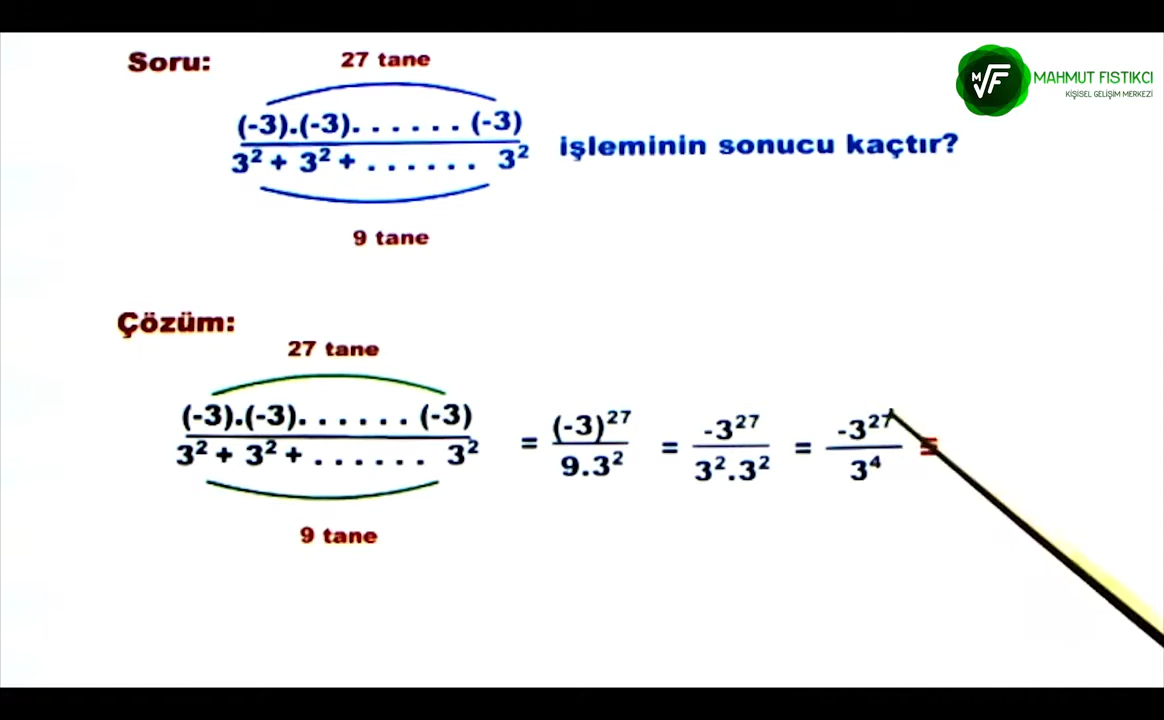 Soru:
27 tane
MAHMUT FISTIKCI
KİŞİSEL GELİŞİM MERKEZİ
(-3).(-3). . . . . . (-3)
3² + 3² + . . . . . . 3²
işleminin sonucu kaçtır?
9 tane
Çözüm:
27 tane
(-3).(-3). . . . . . (-3)
3² + 3² + . . . . . . 3²
= (-3)²⁷ / 9.3² = -3²⁷ / 3².3² = -3²⁷ / 3⁴ =
9 tane